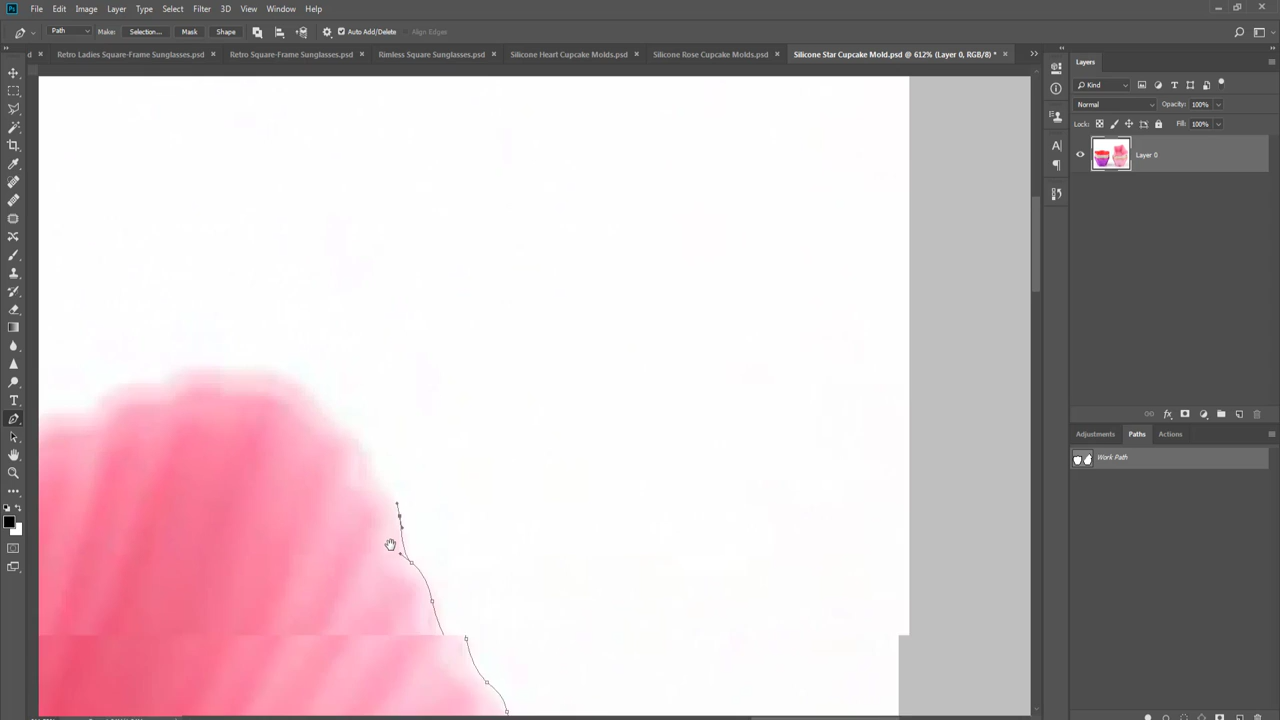 Ps File Edit Image Layer Type Select Filter 3D View Window Help
Path Make: Selection... Mask Shape Auto Add/Delete Align Edges
d × Retro Ladies Square-Frame Sunglasses.psd × Retro Square-Frame Sunglasses.psd × Rimless Square Sunglasses.psd × Silicone Heart Cupcake Molds.psd × Silicone Rose Cupcake Molds.psd × Silicone Star Cupcake Mold.psd @ 612% (Layer 0, RGB/8) * ×
Layers
Kind
Normal Opacity: 100%
Lock: Fill: 100%
Layer 0
Adjustments Paths Actions
Work Path